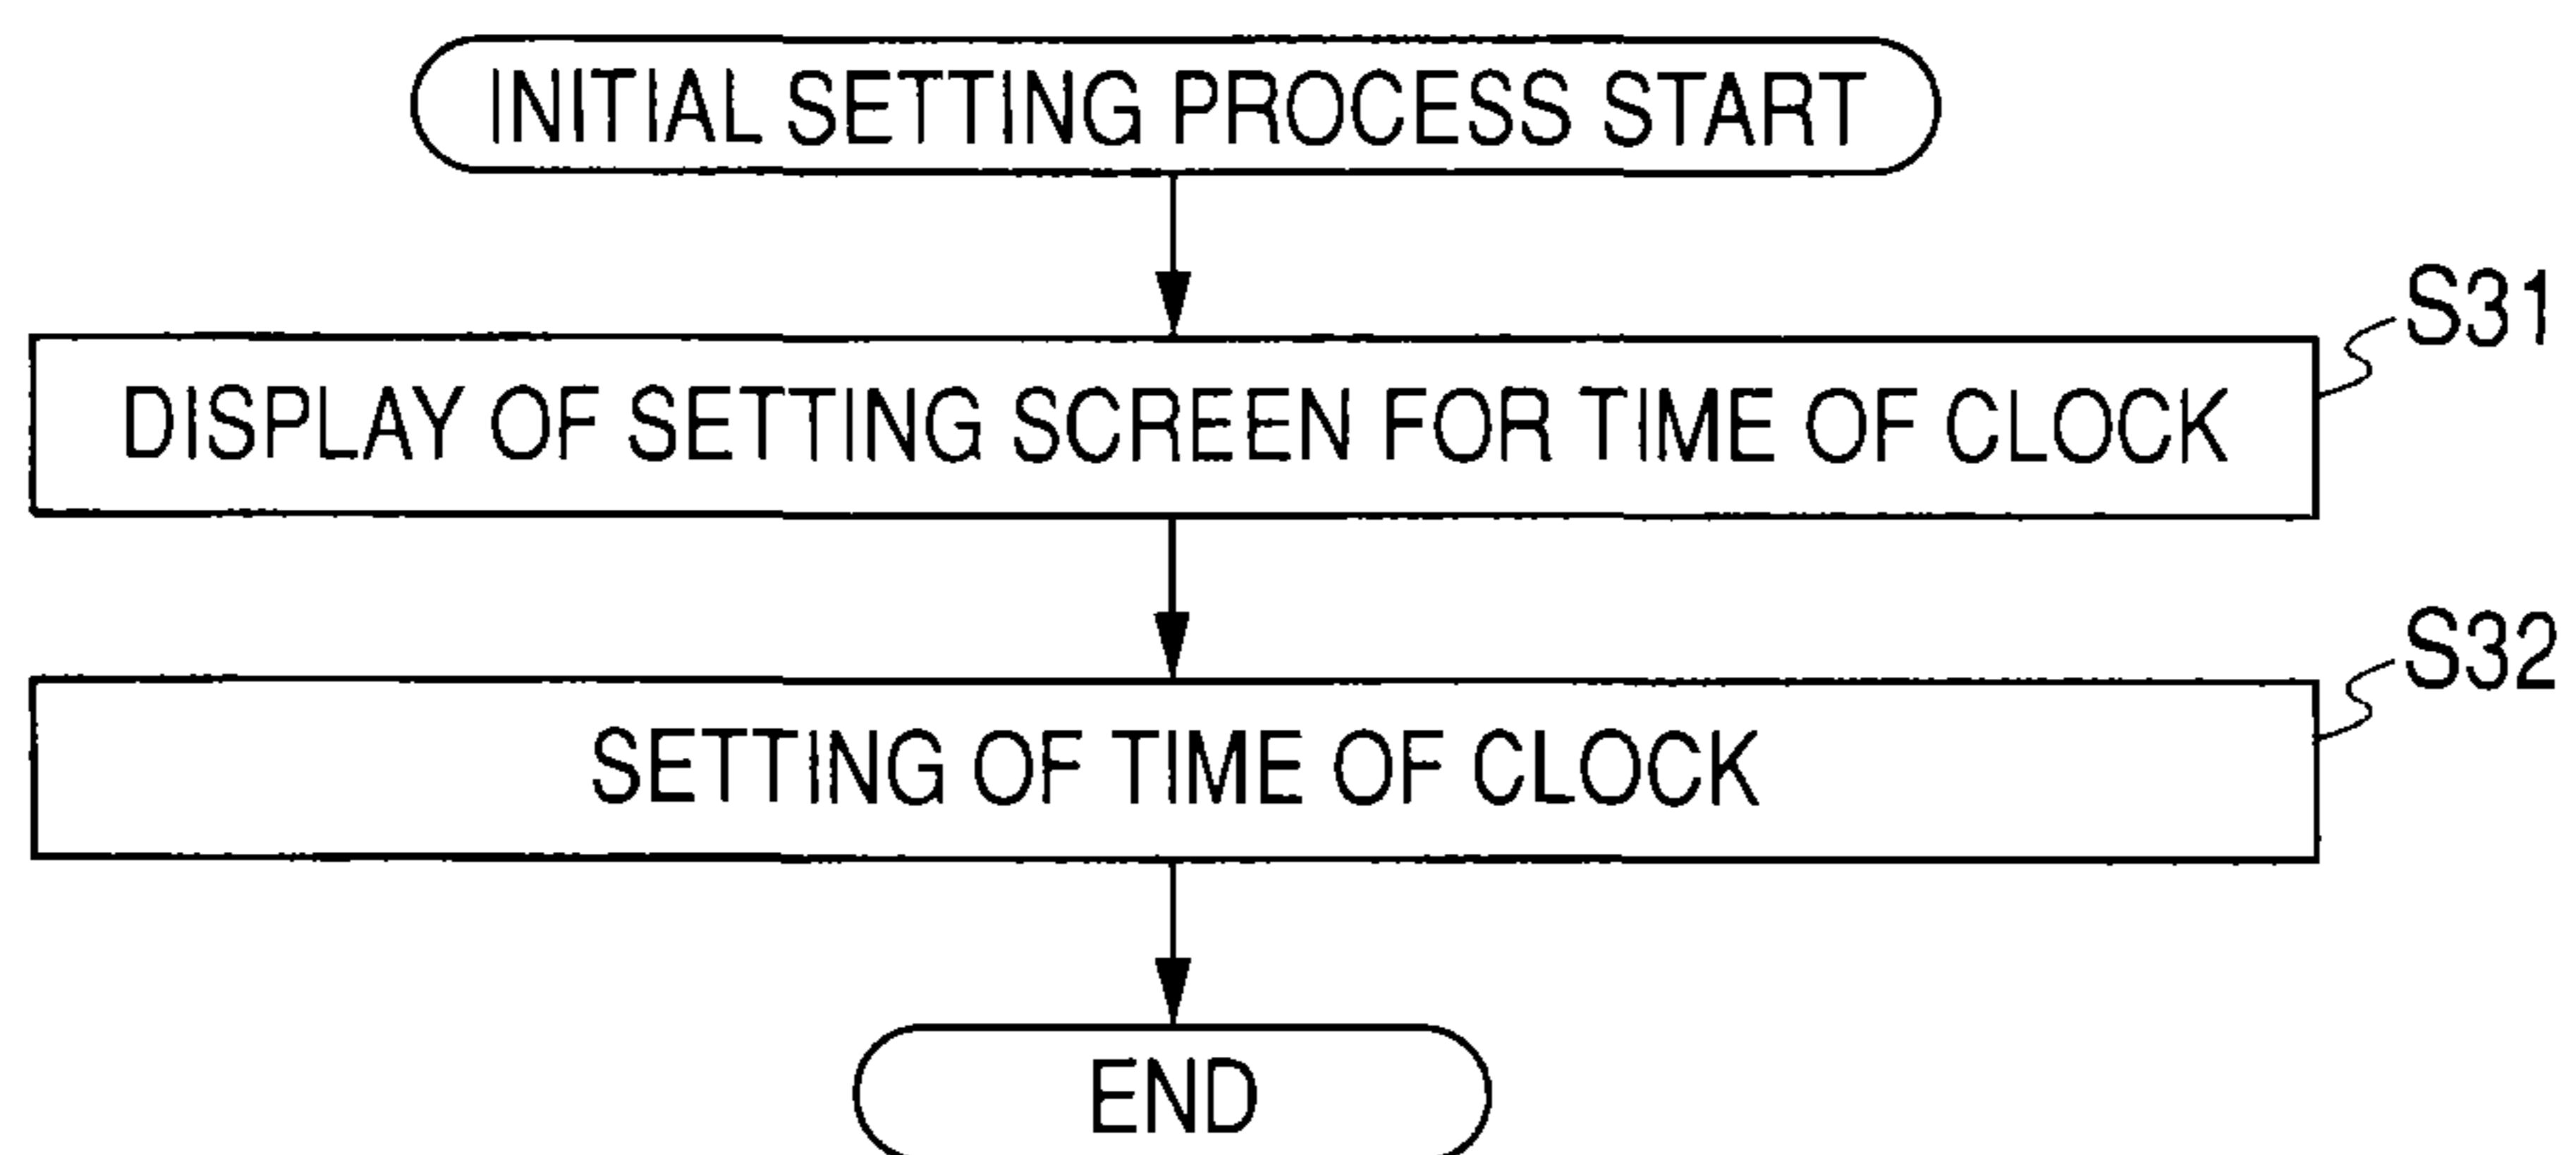 INITIAL SETTING PROCESS START
S31
DISPLAY OF SETTING SCREEN FOR TIME OF CLOCK
S32
SETTING OF TIME OF CLOCK
END